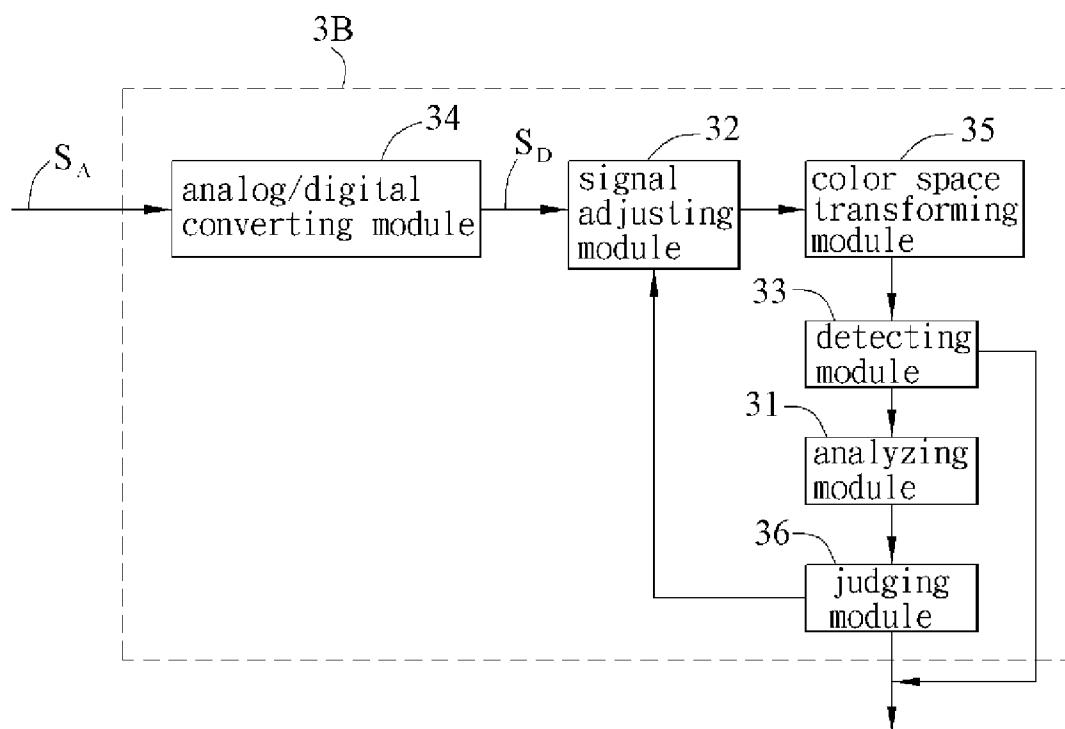 3B
34
32
35
S_A
S_D
analog/digital
converting module
signal
adjusting
module
color space
transforming
module
33
detecting
module
31
analyzing
module
36
judging
module